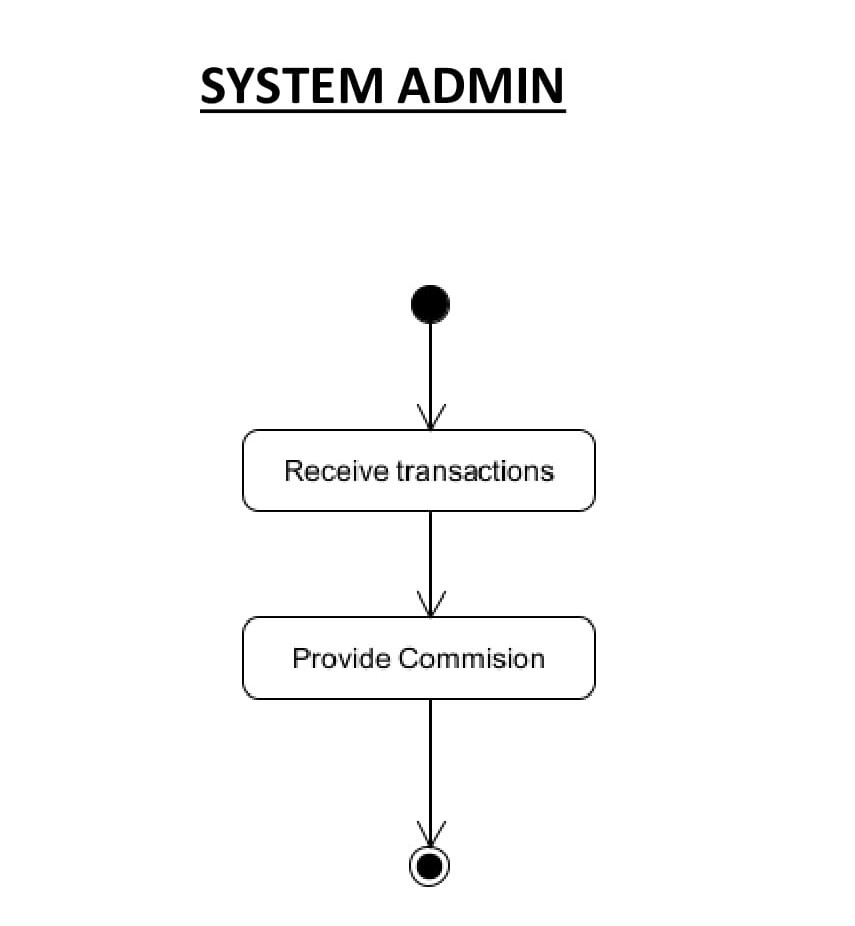 SYSTEM ADMIN
Receive transactions
Provide Commision